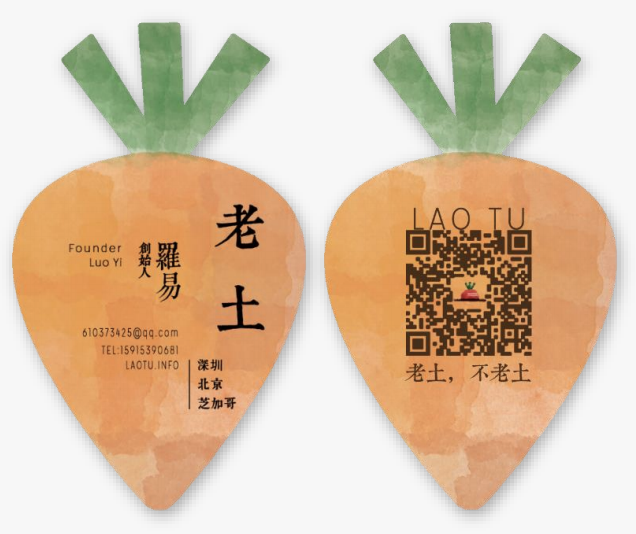 老土
羅易
創始人
Founder
Luo Yi
610373425@qq.com
TEL:15915390681
LAOTU.INFO
深圳
北京
芝加哥
LAO TU
老土，不老土